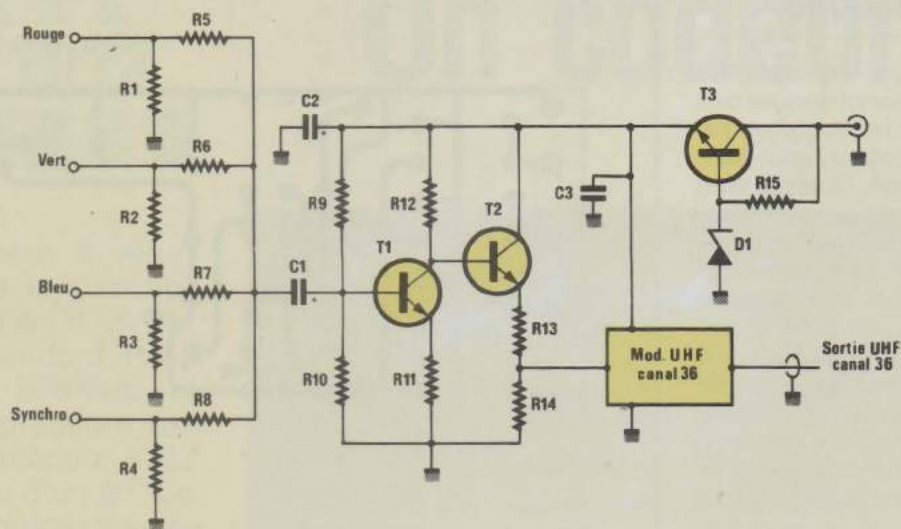 Rouge
R5
R1
Vert
R6
R2
Bleu
R7
R3
Synchro
R8
R4
C1
C2
R9
R12
T1
T2
R10
R11
R13
R14
C3
T3
R15
D1
Mod. UHF
canal 36
Sortie UHF
canal 36